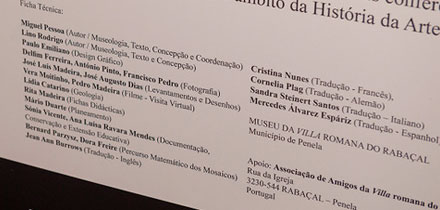 conferê
âmbito da História da Arte
Ficha Técnica:
Miguel Pessoa (Autor / Museologia, Texto, Concepção e Coordenação)
Lino Rodrigo (Autor / Museologia, Texto, Concepção)
Paulo Emiliano (Design Gráfico)
Delfim Ferreira, António Pinto, Francisco Pedro (Fotografia)
José Luís Madeira, José Augusto Dias (Levantamentos e Desenhos)
Vera Moitinho, Pedro Madeira (Filme - Visita Virtual)
Lídia Catarino (Geologia)
Rita Madeira (Fichas Didácticas)
Mário Duarte (Planeamento)
Sónia Vicente, Ana Luísa Ravara Mendes (Documentação,
Conservação e Extensão Educativa)
Bernard Parzysz, Dora Freire (Percurso Matemático dos Mosaicos)
Jean Ann Burrows (Tradução - Inglês)
Cristina Nunes (Tradução - Francês),
Cornelia Plag (Tradução - Alemão)
Sandra Steinert Santos (Tradução – Italiano)
Mercedes Álvarez Espáriz (Tradução - Espanhol)
MUSEU DA VILLA ROMANA DO RABAÇAL
Município de Penela
Apoio: Associação de Amigos da Villa romana do
Rua da Igreja
3230-544 RABAÇAL – Penela
Portugal